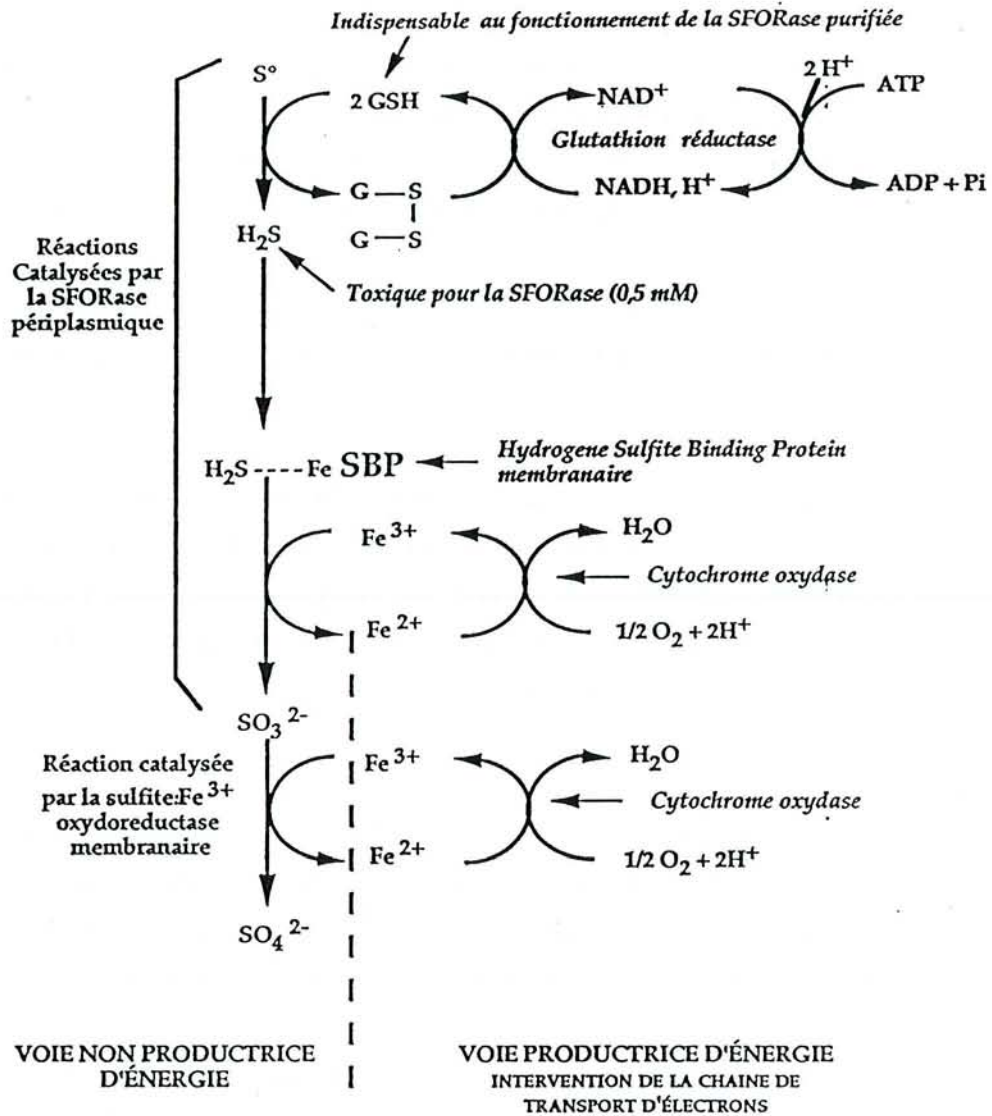 Indispensable au fonctionnement de la SFORase purifiée
S°
2 GSH
NAD+
2 H+
ATP
Glutathion réductase
G — S
NADH, H+
ADP + Pi
H2S
G — S
Réactions
Catalysées par
la SFORase
périplasmique
Toxique pour la SFORase (0,5 mM)
H2S ---- Fe SBP
Hydrogene Sulfite Binding Protein
membranaire
Fe 3+
H2O
Cytochrome oxydase
Fe 2+
1/2 O2 + 2H+
SO3 2-
Réaction catalysée
par la sulfite:Fe 3+
oxydoreductase
membranaire
Fe 3+
H2O
Cytochrome oxydase
Fe 2+
1/2 O2 + 2H+
SO4 2-
VOIE NON PRODUCTRICE
D'ÉNERGIE
VOIE PRODUCTRICE D'ÉNERGIE
INTERVENTION DE LA CHAINE DE
TRANSPORT D'ÉLECTRONS